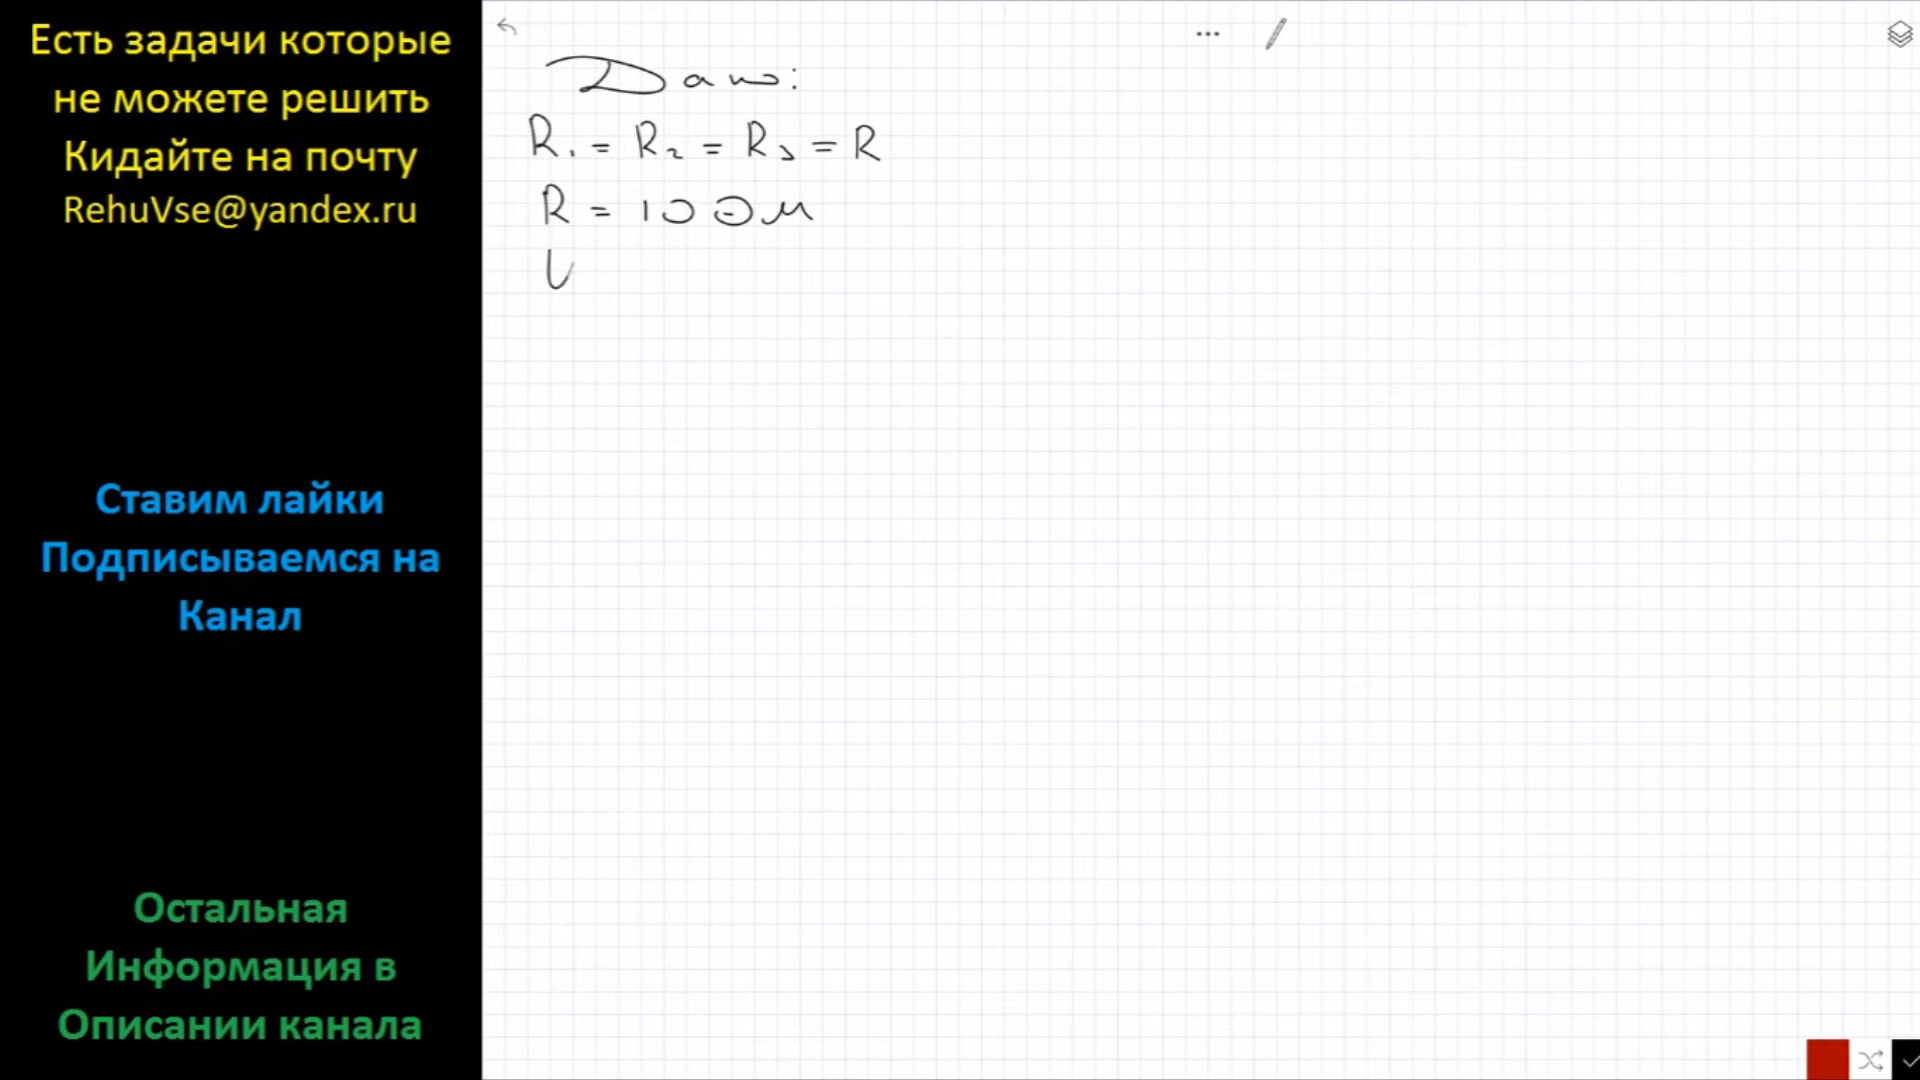 Есть задачи которые
не можете решить
Кидайте на почту
RehuVse@yandex.ru
Ставим лайки
Подписываемся на
Канал
Остальная
Информация в
Описании канала
Дано:
R₁ = R₂ = R₃ = R
R = 10 Ом
U